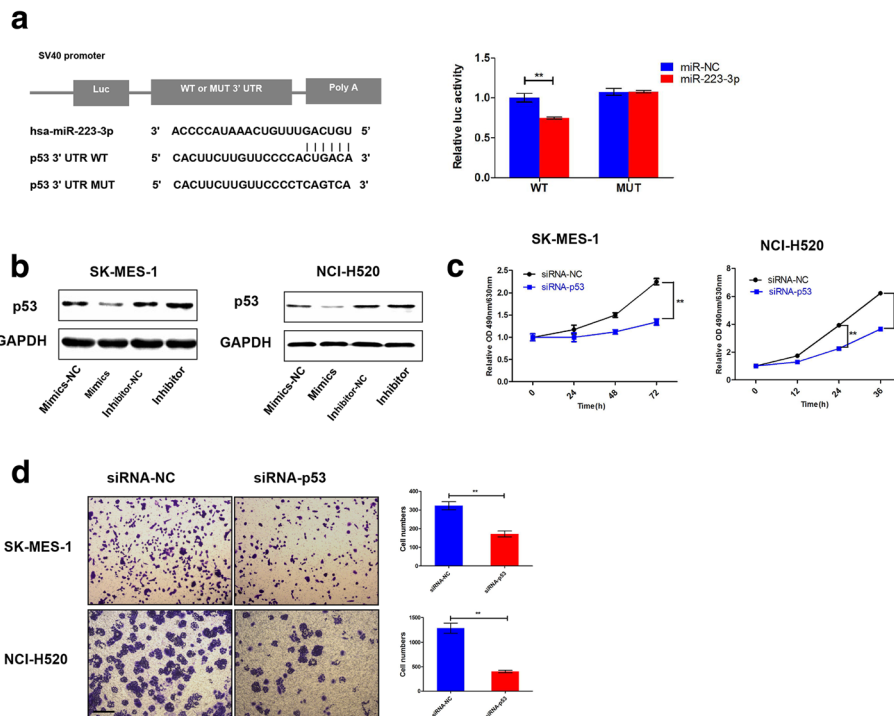 a
SV40 promoter
Luc
WT or MUT 3' UTR
Poly A
hsa-miR-223-3p 3' ACCCCAUAAACUGUUUGACUGU 5'
p53 3' UTR WT 5' CACUUCUUGUUCCCCACUGACA 3'
p53 3' UTR MUT 5' CACUUCUUGUUCCCCUCAGUCA 3'
Relative luc activity
1.5
1.0
0.5
0.0
**
miR-NC
miR-223-3p
WT
MUT
b
SK-MES-1
p53
GAPDH
Mimics-NC
Mimics
Inhibitor-NC
Inhibitor
NCI-H520
p53
GAPDH
Mimics-NC
Mimics
Inhibitor-NC
Inhibitor
c
SK-MES-1
Relative OD 490nm/630nm
2.5
2.0
1.5
1.0
0.5
0.0
siRNA-NC
siRNA-p53
**
0 24 48 72
Time(h)
NCI-H520
Relative OD 490nm/630nm
8
6
4
2
0
siRNA-NC
siRNA-p53
**
0 12 24 36
Time(h)
d
siRNA-NC siRNA-p53
SK-MES-1
NCI-H520
Cell numbers
400
300
200
100
0
**
siRNA-NC
siRNA-p53
Cell numbers
1500
1000
500
0
**
siRNA-NC
siRNA-p53